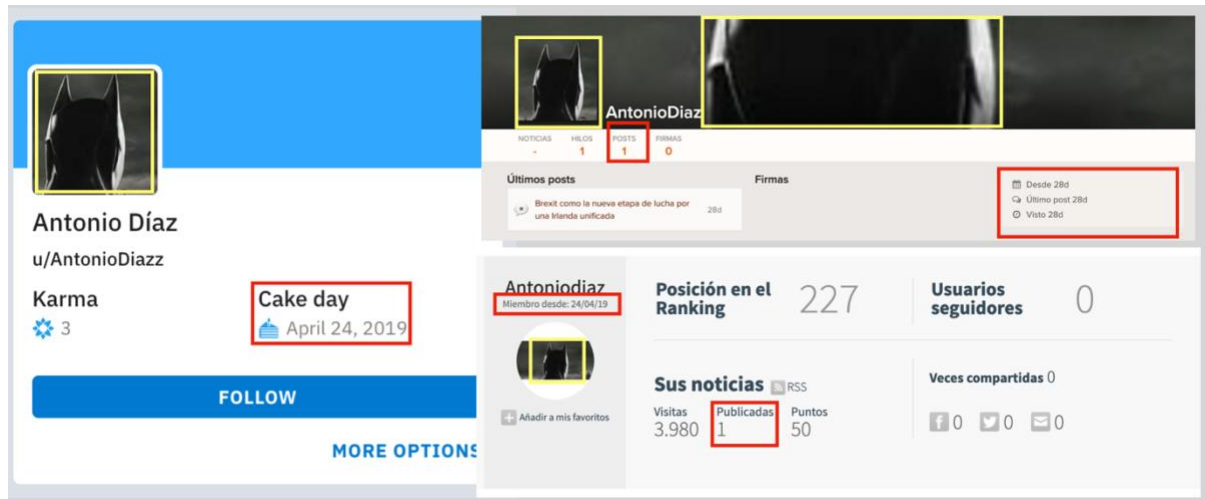 Antonio Díaz
u/AntonioDiazz
Karma
Cake day
3
April 24, 2019
FOLLOW
MORE OPTIONS
AntonioDiaz
NOTICIAS HILOS POSTS FIRMAS
- 1 1 0
Últimos posts
Brexit como la nueva etapa de lucha por
una Irlanda unificada
28d
Firmas
Desde 28d
Último post 28d
Visto 28d
Antoniodiaz
Miembro desde: 24/04/19
Añadir a mis favoritos
Posición en el
Ranking
227
Usuarios
seguidores
0
Sus noticias RSS
Visitas Publicadas Puntos
3.980 1 50
Veces compartidas 0
f 0 0 0